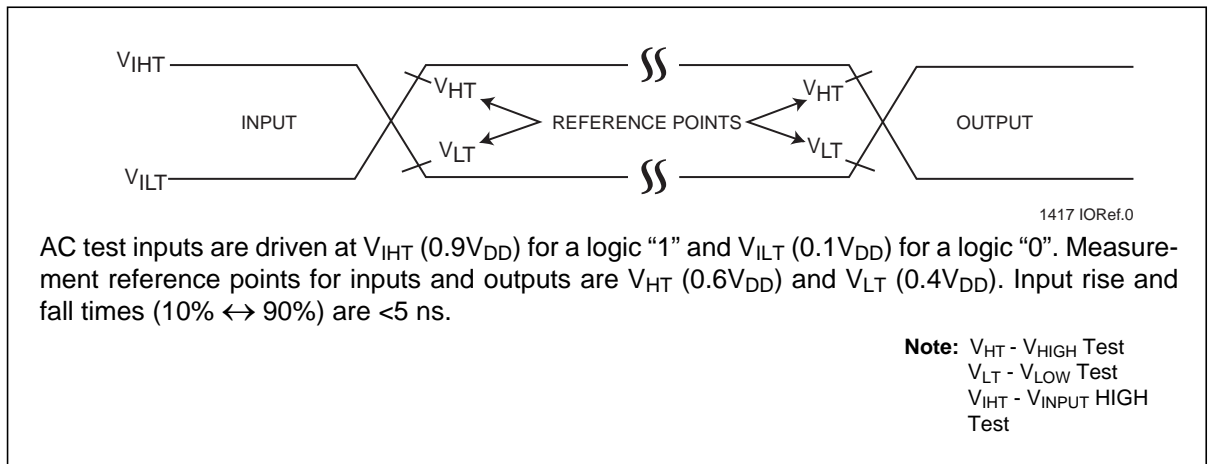 VIHT
VHT
VHT
INPUT
REFERENCE POINTS
OUTPUT
VLT
VLT
VILT
1417 IORef.0
AC test inputs are driven at VIHT (0.9VDD) for a logic “1” and VILT (0.1VDD) for a logic “0”. Measure-
ment reference points for inputs and outputs are VHT (0.6VDD) and VLT (0.4VDD). Input rise and
fall times (10% ↔ 90%) are <5 ns.
Note: VHT - VHIGH Test
VLT - VLOW Test
VIHT - VINPUT HIGH
Test